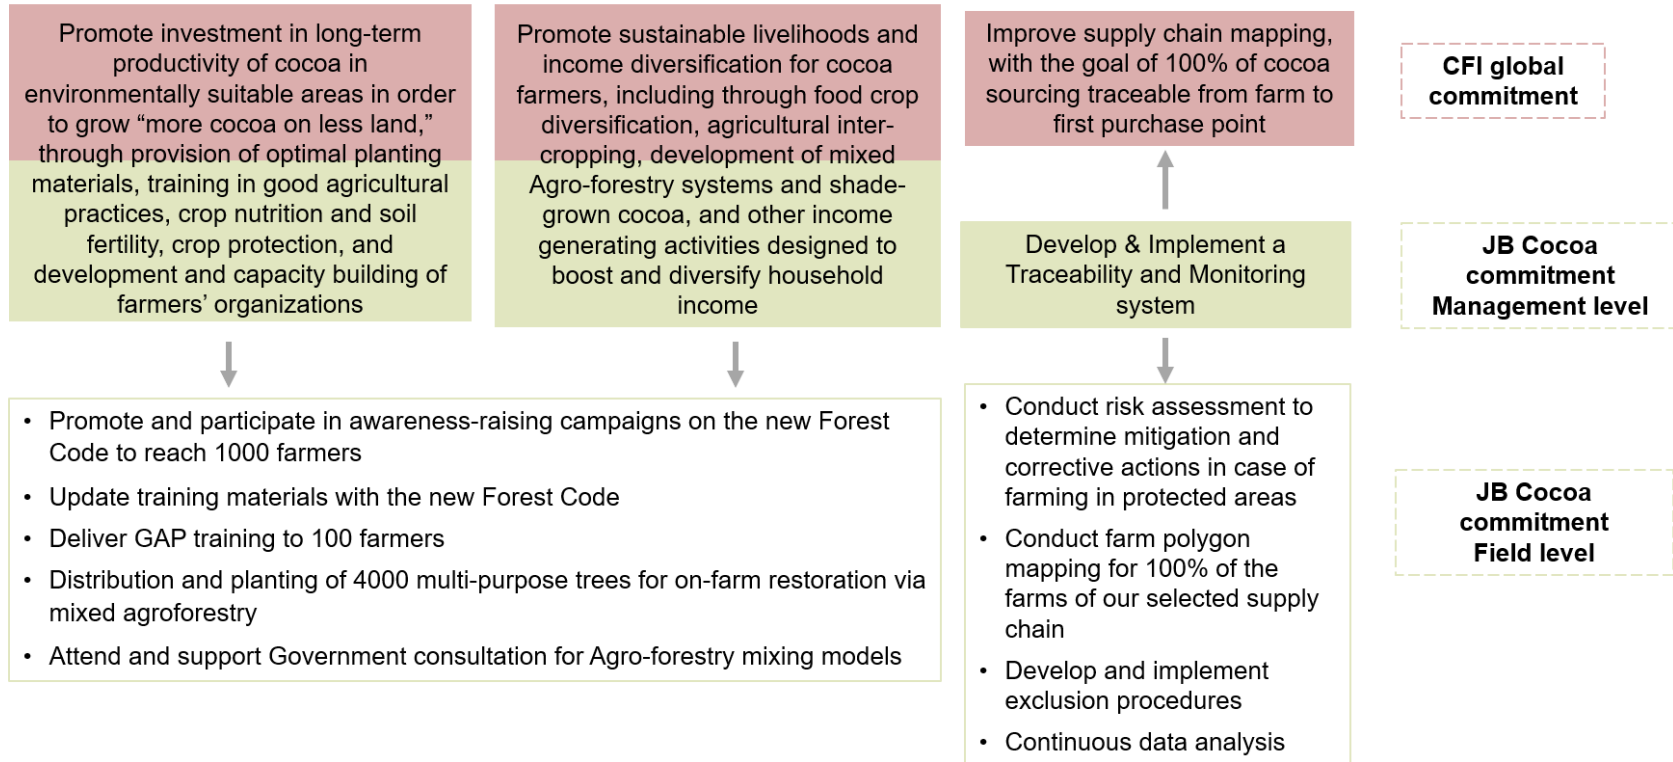 Promote investment in long-term
productivity of cocoa in
environmentally suitable areas in order
to grow “more cocoa on less land,”
through provision of optimal planting
materials, training in good agricultural
practices, crop nutrition and soil
fertility, crop protection, and
development and capacity building of
farmers’ organizations
Promote sustainable livelihoods and
income diversification for cocoa
farmers, including through food crop
diversification, agricultural inter-
cropping, development of mixed
Agro-forestry systems and shade-
grown cocoa, and other income
generating activities designed to
boost and diversify household
income
Improve supply chain mapping,
with the goal of 100% of cocoa
sourcing traceable from farm to
first purchase point
CFI global
commitment
Develop & Implement a
Traceability and Monitoring
system
JB Cocoa
commitment
Management level
• Promote and participate in awareness-raising campaigns on the new Forest
Code to reach 1000 farmers
• Update training materials with the new Forest Code
• Deliver GAP training to 100 farmers
• Distribution and planting of 4000 multi-purpose trees for on-farm restoration via
mixed agroforestry
• Attend and support Government consultation for Agro-forestry mixing models
• Conduct risk assessment to
determine mitigation and
corrective actions in case of
farming in protected areas
• Conduct farm polygon
mapping for 100% of the
farms of our selected supply
chain
• Develop and implement
exclusion procedures
• Continuous data analysis
JB Cocoa
commitment
Field level